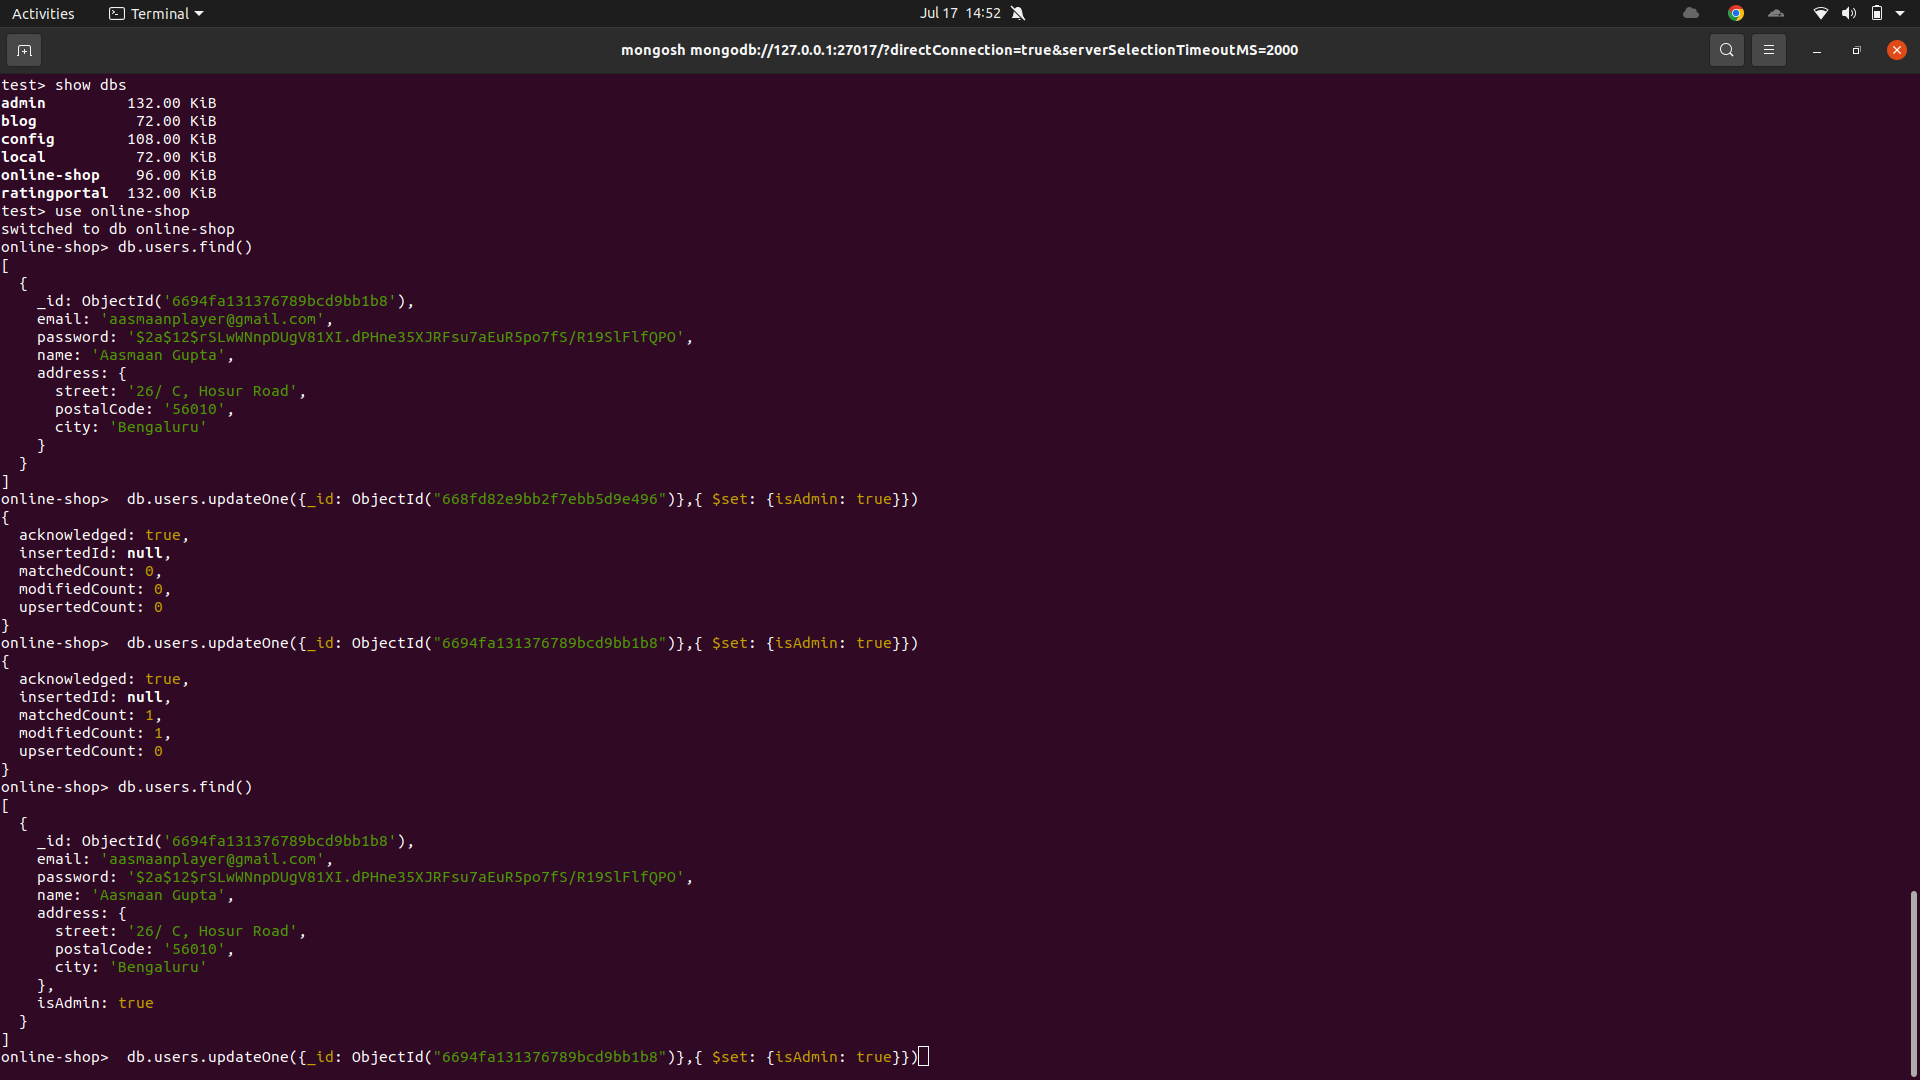 Activities Terminal Jul 17 14:52
mongosh mongodb://127.0.0.1:27017/?directConnection=true&serverSelectionTimeoutMS=2000
test> show dbs
admin 132.00 KiB
blog 72.00 KiB
config 108.00 KiB
local 72.00 KiB
online-shop 96.00 KiB
ratingportal 132.00 KiB
test> use online-shop
switched to db online-shop
online-shop> db.users.find()
[
  {
    _id: ObjectId('6694fa131376789bcd9bb1b8'),
    email: 'aasmaanplayer@gmail.com',
    password: '$2a$12$rSLwWNnpDUgV81XI.dPHne35XJRFsu7aEuR5po7fS/R19SlFlfQPO',
    name: 'Aasmaan Gupta',
    address: {
      street: '26/ C, Hosur Road',
      postalCode: '56010',
      city: 'Bengaluru'
    }
  }
]
online-shop>  db.users.updateOne({_id: ObjectId("668fd82e9bb2f7ebb5d9e496")},{ $set: {isAdmin: true}})
{
  acknowledged: true,
  insertedId: null,
  matchedCount: 0,
  modifiedCount: 0,
  upsertedCount: 0
}
online-shop>  db.users.updateOne({_id: ObjectId("6694fa131376789bcd9bb1b8")},{ $set: {isAdmin: true}})
{
  acknowledged: true,
  insertedId: null,
  matchedCount: 1,
  modifiedCount: 1,
  upsertedCount: 0
}
online-shop> db.users.find()
[
  {
    _id: ObjectId('6694fa131376789bcd9bb1b8'),
    email: 'aasmaanplayer@gmail.com',
    password: '$2a$12$rSLwWNnpDUgV81XI.dPHne35XJRFsu7aEuR5po7fS/R19SlFlfQPO',
    name: 'Aasmaan Gupta',
    address: {
      street: '26/ C, Hosur Road',
      postalCode: '56010',
      city: 'Bengaluru'
    },
    isAdmin: true
  }
]
online-shop>  db.users.updateOne({_id: ObjectId("6694fa131376789bcd9bb1b8")},{ $set: {isAdmin: true}})